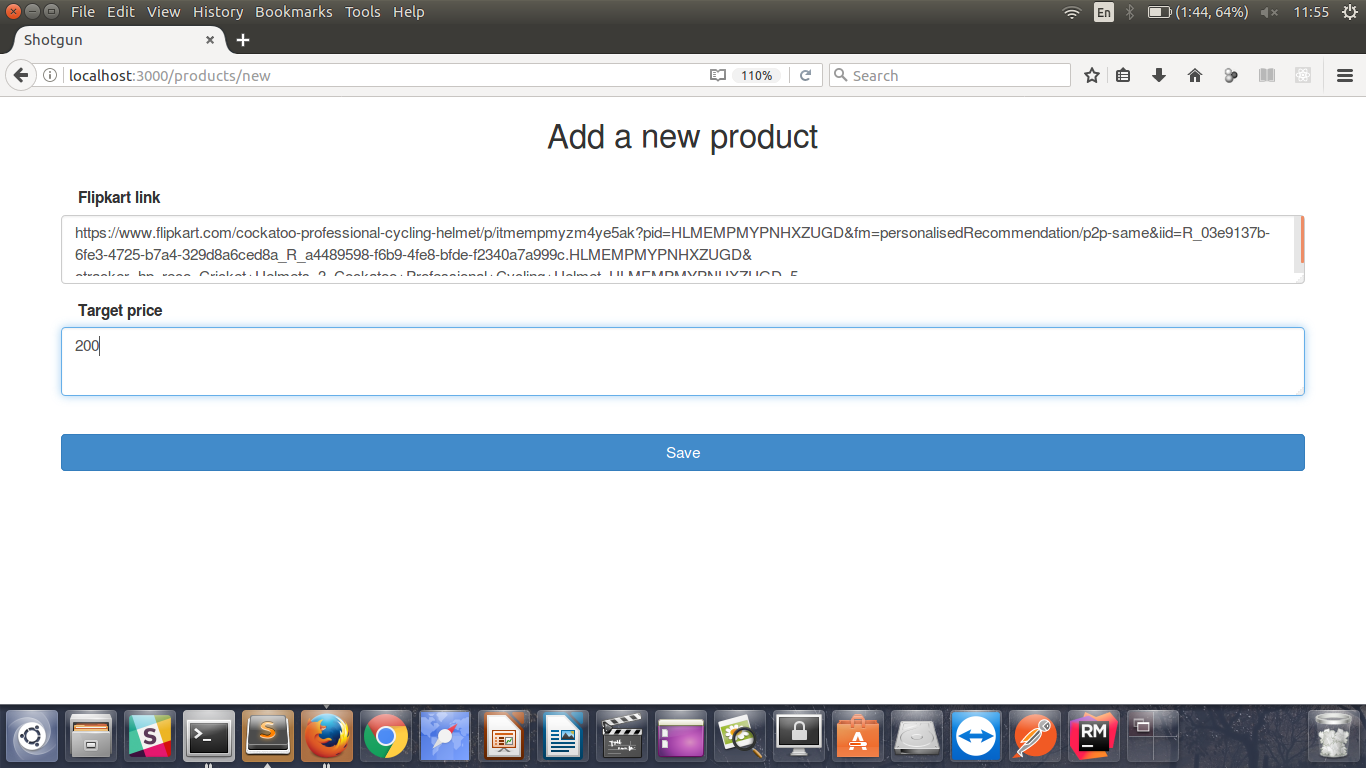 File Edit View History Bookmarks Tools Help
En (1:44, 64%) 11:55
Shotgun
localhost:3000/products/new 110% Search
Add a new product
Flipkart link
https://www.flipkart.com/cockatoo-professional-cycling-helmet/p/itmempmyzm4ye5ak?pid=HLMEMPMYPNHXZUGD&fm=personalisedRecommendation/p2p-same&iid=R_03e9137b-
6fe3-4725-b7a4-329d8a6ced8a_R_a4489598-f6b9-4fe8-bfde-f2340a7a999c.HLMEMPMYPNHXZUGD&
Target price
200
Save
RM